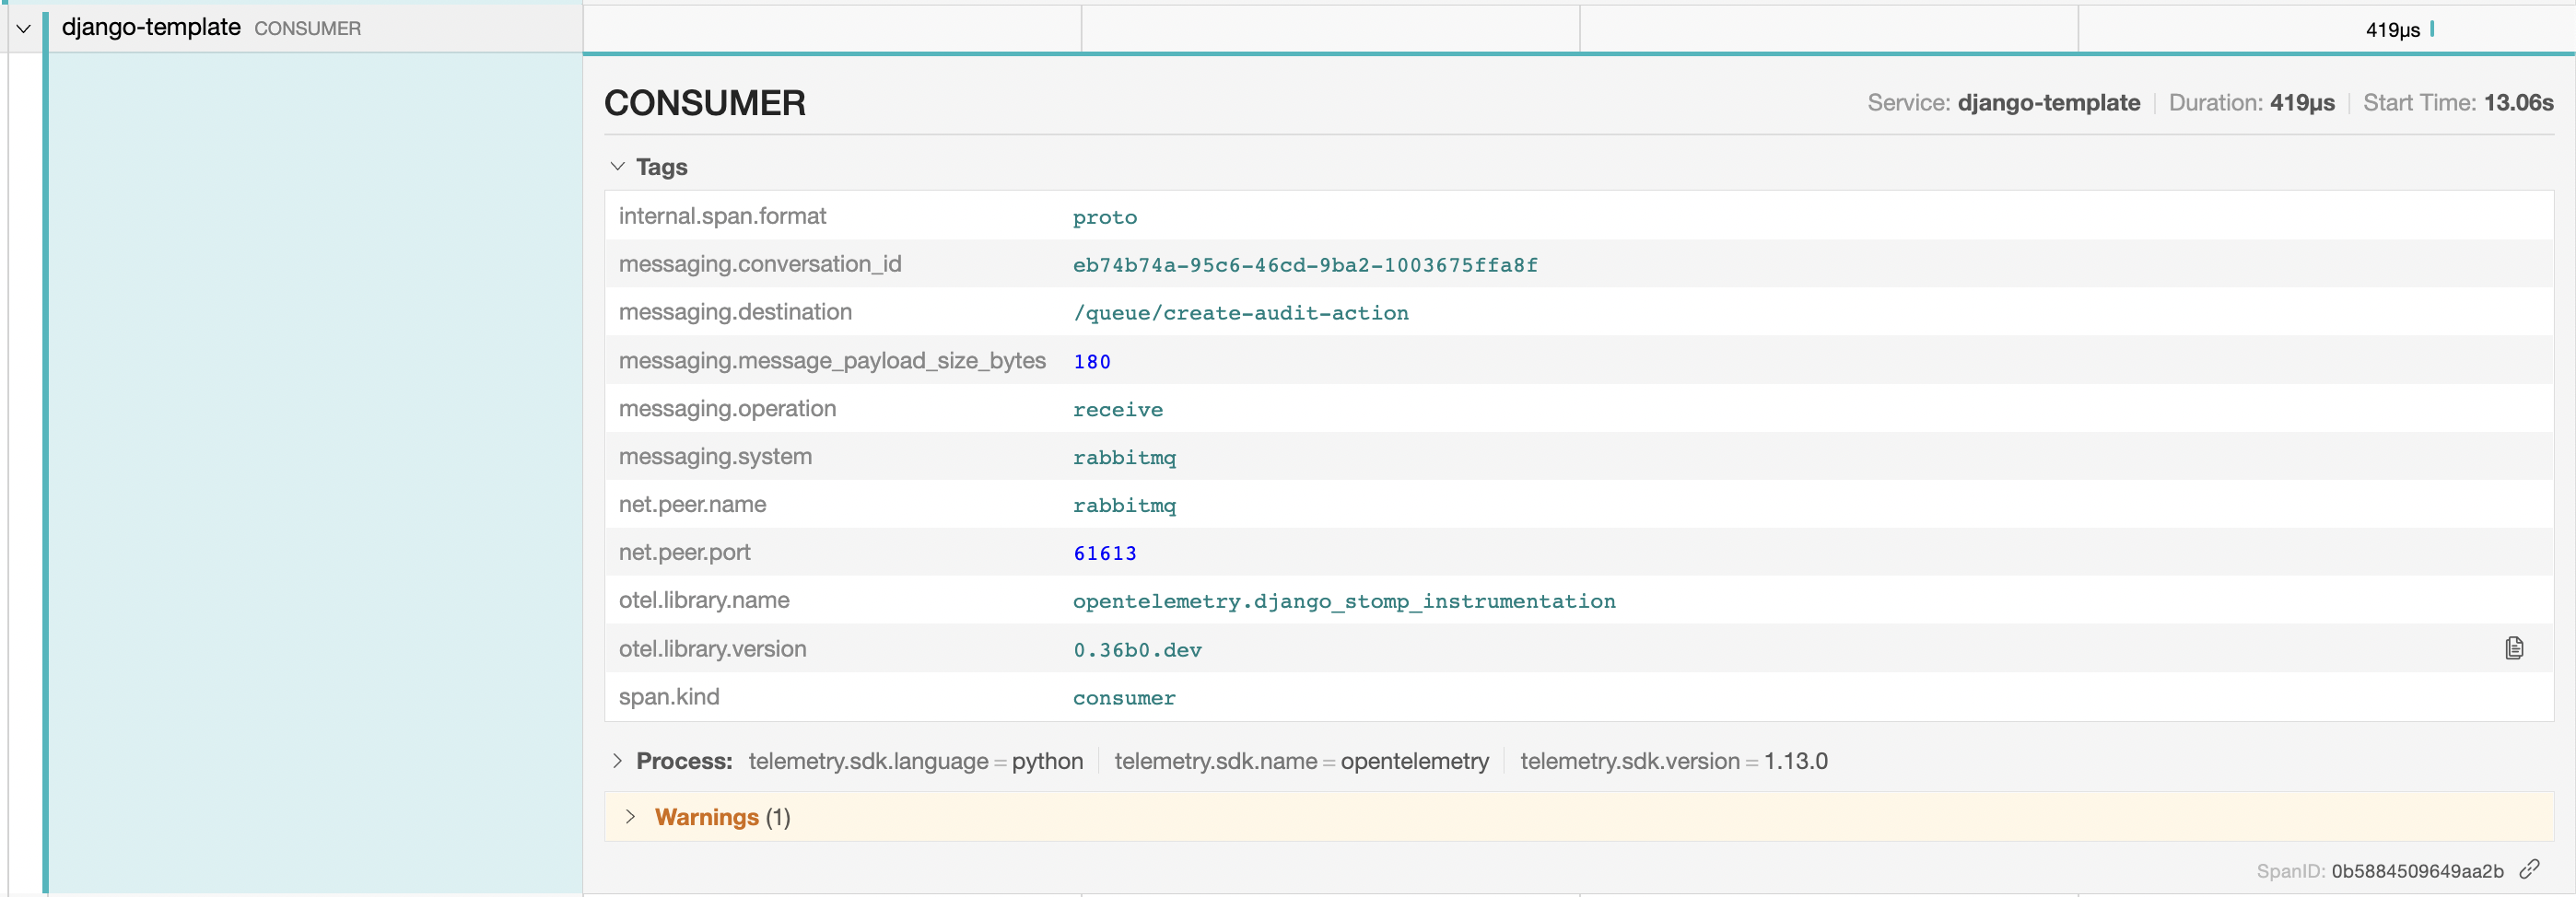 django-template CONSUMER 419μs
CONSUMER Service: django-template Duration: 419μs Start Time: 13.06s
Tags
internal.span.format proto
messaging.conversation_id eb74b74a-95c6-46cd-9ba2-1003675ffa8f
messaging.destination /queue/create-audit-action
messaging.message_payload_size_bytes 180
messaging.operation receive
messaging.system rabbitmq
net.peer.name rabbitmq
net.peer.port 61613
otel.library.name opentelemetry.django_stomp_instrumentation
otel.library.version 0.36b0.dev
span.kind consumer
Process: telemetry.sdk.language = python telemetry.sdk.name = opentelemetry telemetry.sdk.version = 1.13.0
Warnings (1)
SpanID: 0b5884509649aa2b